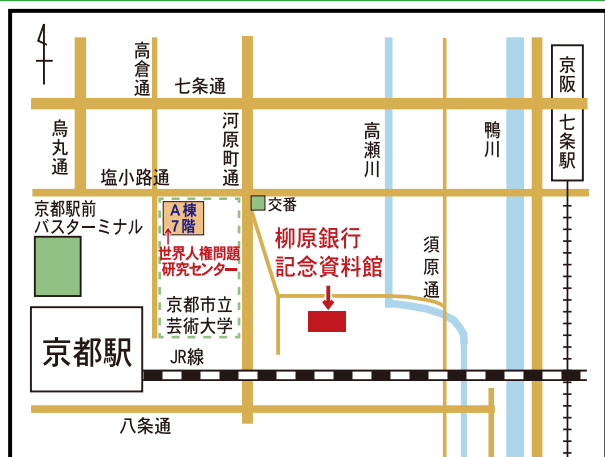 高倉通
七条通
京阪
七条駅
烏丸通
河原町通
高瀬川
鴨川
塩小路通
京都駅前
バスターミナル
A棟
7階
交番
世界人権問題
研究センター
柳原銀行
記念資料館
須原通
京都市立
芸術大学
京都駅
JR線
八条通